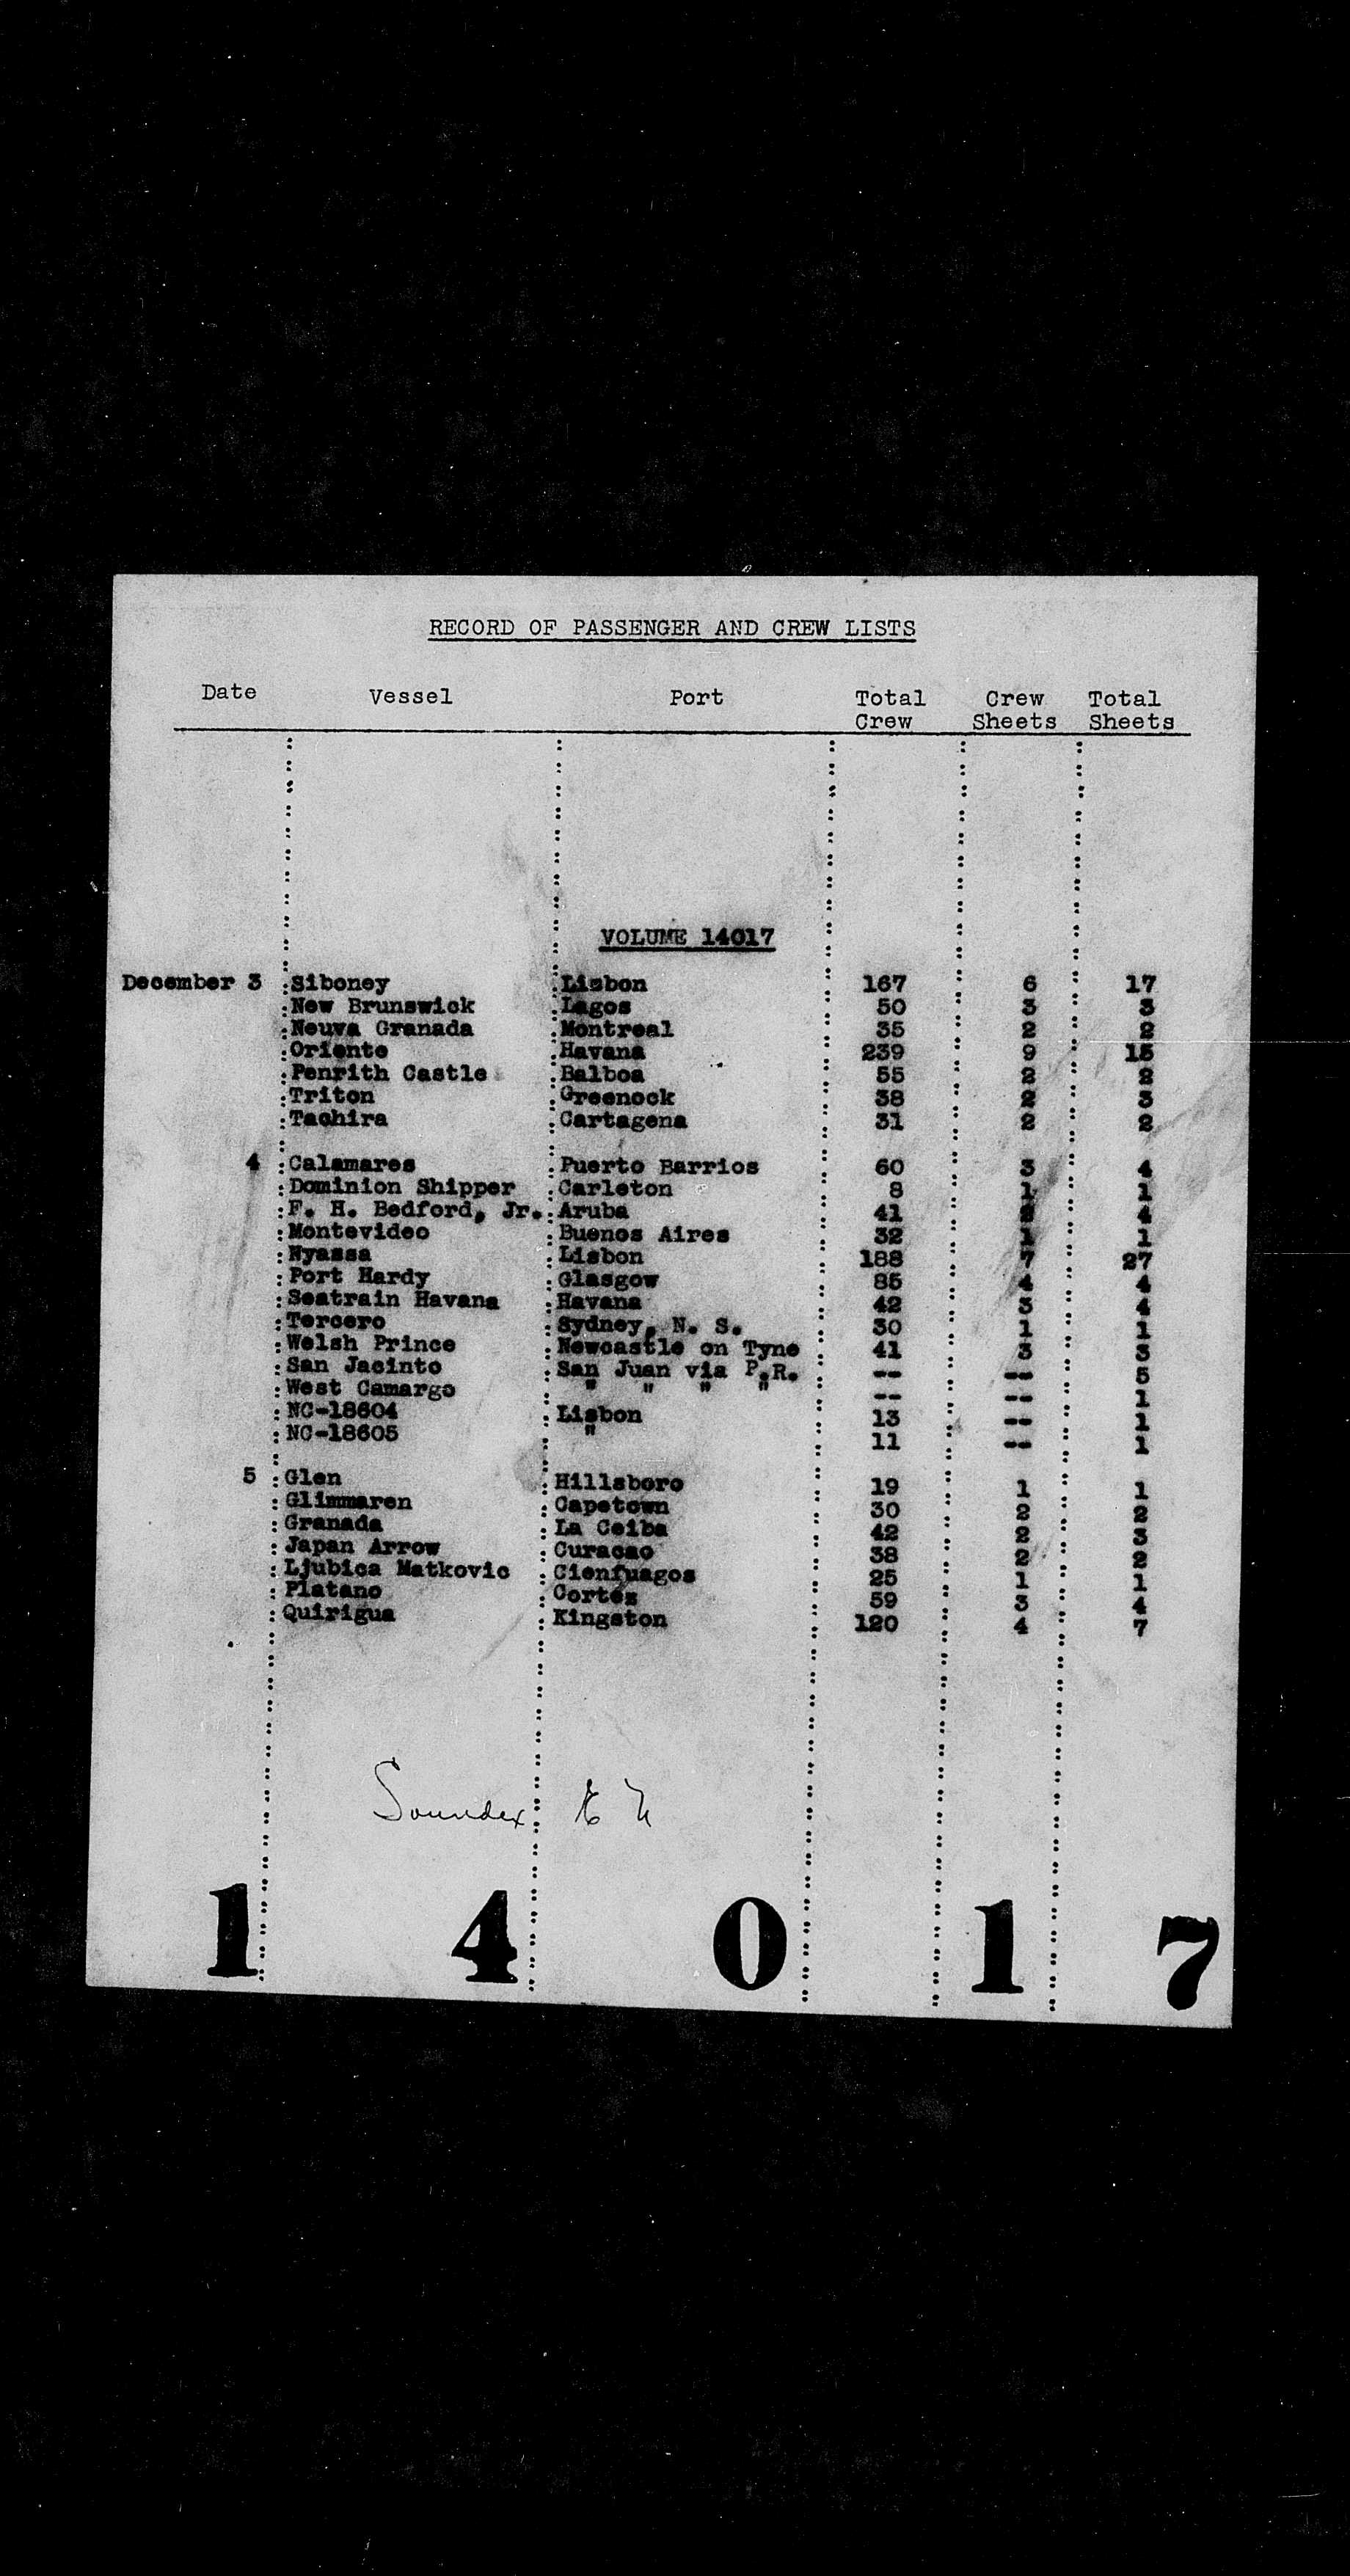 RECORD OF PASSENGER AND CREW LISTS
Date Vessel Port Total Crew Crew Sheets Total Sheets
VOLUME 14017
December 3 Siboney Lisbon 167 6 17
New Brunswick Lagos 50 3 3
Neuva Granada Montreal 35 2 2
Oriente Havana 239 9 15
Penrith Castle Balboa 55 2 2
Triton Greenock 38 2 3
Tachira Cartagena 31 2 2
4 Calamares Puerto Barrios 60 3 4
Dominion Shipper Carleton 8 1 1
F. H. Bedford, Jr. Aruba 41 4
Montevideo Buenos Aires 32 1 1
Nyassa Lisbon 188 7 27
Port Hardy Glasgow 85 4 4
Seatrain Havana Havana 42 3 4
Tercero Sydney, N. S. 30 1 1
Welsh Prince Newcastle on Tyne 41 3 3
San Jacinto San Juan via P.R. -- -- 5
West Camargo " " " " -- -- 1
NC-18604 Lisbon 13 -- 1
NC-18605 " 11 -- 1
5 Glen Hillsboro 19 1 1
Glimmaren Capetown 30 2 2
Granada La Ceiba 42 2 3
Japan Arrow Curacao 38 2 2
Ljubica Matkovic Cienfuagos 25 1 1
Platano Cortes 59 3 4
Quirigua Kingston 120 4 7
Soundex
1 4 0 1 7